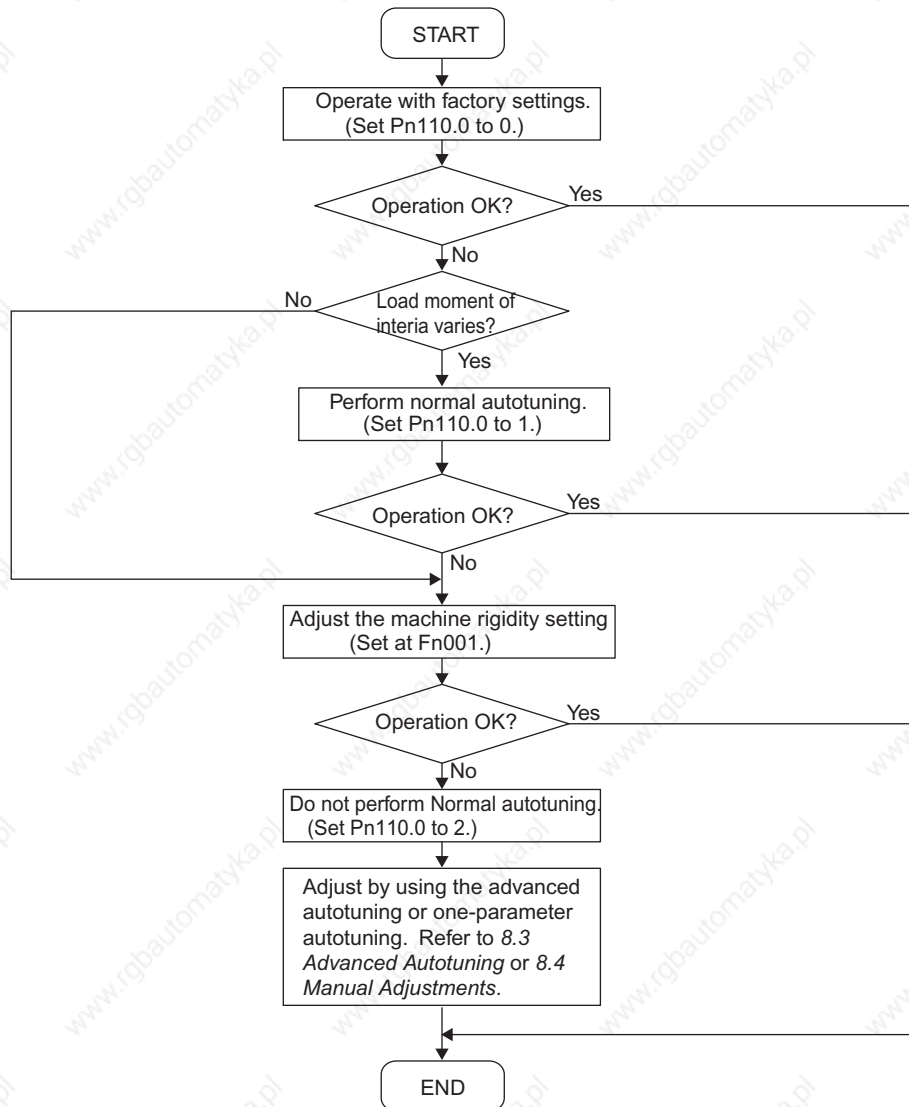 START
Operate with factory settings.
(Set Pn110.0 to 0.)
Operation OK?
Yes
No
No
Load moment of
interia varies?
Yes
Perform normal autotuning.
(Set Pn110.0 to 1.)
Operation OK?
Yes
No
Adjust the machine rigidity setting
(Set at Fn001.)
Operation OK?
Yes
No
Do not perform Normal autotuning.
(Set Pn110.0 to 2.)
Adjust by using the advanced
autotuning or one-parameter
autotuning. Refer to 8.3
Advanced Autotuning or 8.4
Manual Adjustments.
END
www.rgbautomatyka.pl